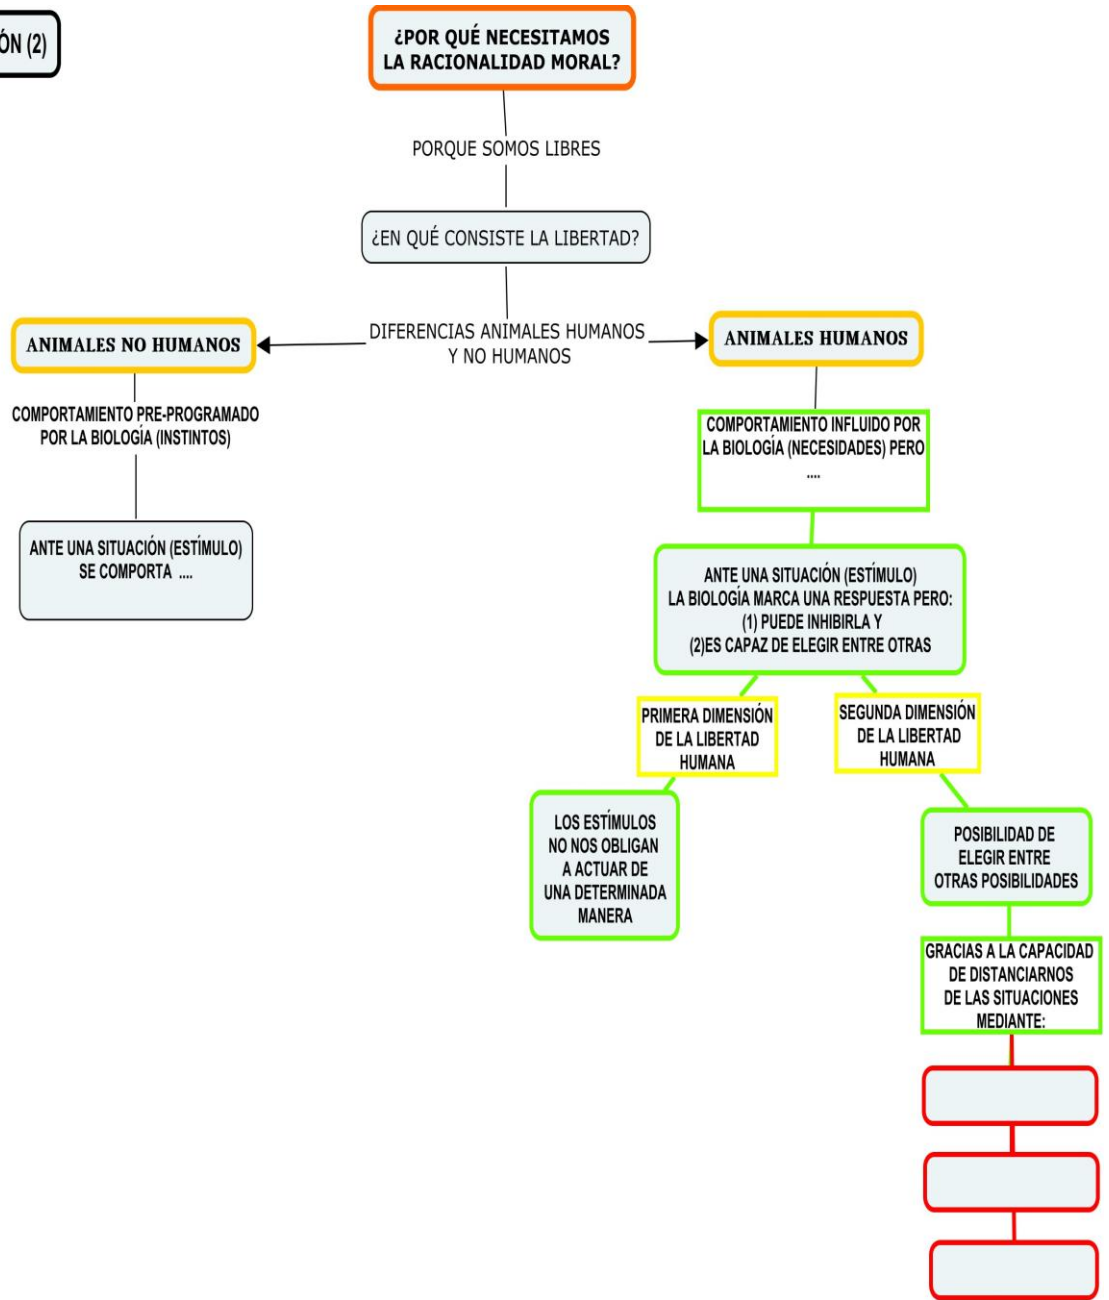 ÓN (2)
¿POR QUÉ NECESITAMOS
LA RACIONALIDAD MORAL?
PORQUE SOMOS LIBRES
¿EN QUÉ CONSISTE LA LIBERTAD?
DIFERENCIAS ANIMALES HUMANOS
Y NO HUMANOS
ANIMALES NO HUMANOS
COMPORTAMIENTO PRE-PROGRAMADO
POR LA BIOLOGÍA (INSTINTOS)
ANTE UNA SITUACIÓN (ESTÍMULO)
SE COMPORTA ....
ANIMALES HUMANOS
COMPORTAMIENTO INFLUIDO POR
LA BIOLOGÍA (NECESIDADES) PERO
....
ANTE UNA SITUACIÓN (ESTÍMULO)
LA BIOLOGÍA MARCA UNA RESPUESTA PERO:
(1) PUEDE INHIBIRLA Y
(2)ES CAPAZ DE ELEGIR ENTRE OTRAS
PRIMERA DIMENSIÓN
DE LA LIBERTAD
HUMANA
LOS ESTÍMULOS
NO NOS OBLIGAN
A ACTUAR DE
UNA DETERMINADA
MANERA
SEGUNDA DIMENSIÓN
DE LA LIBERTAD
HUMANA
POSIBILIDAD DE
ELEGIR ENTRE
OTRAS POSIBILIDADES
GRACIAS A LA CAPACIDAD
DE DISTANCIARNOS
DE LAS SITUACIONES
MEDIANTE: